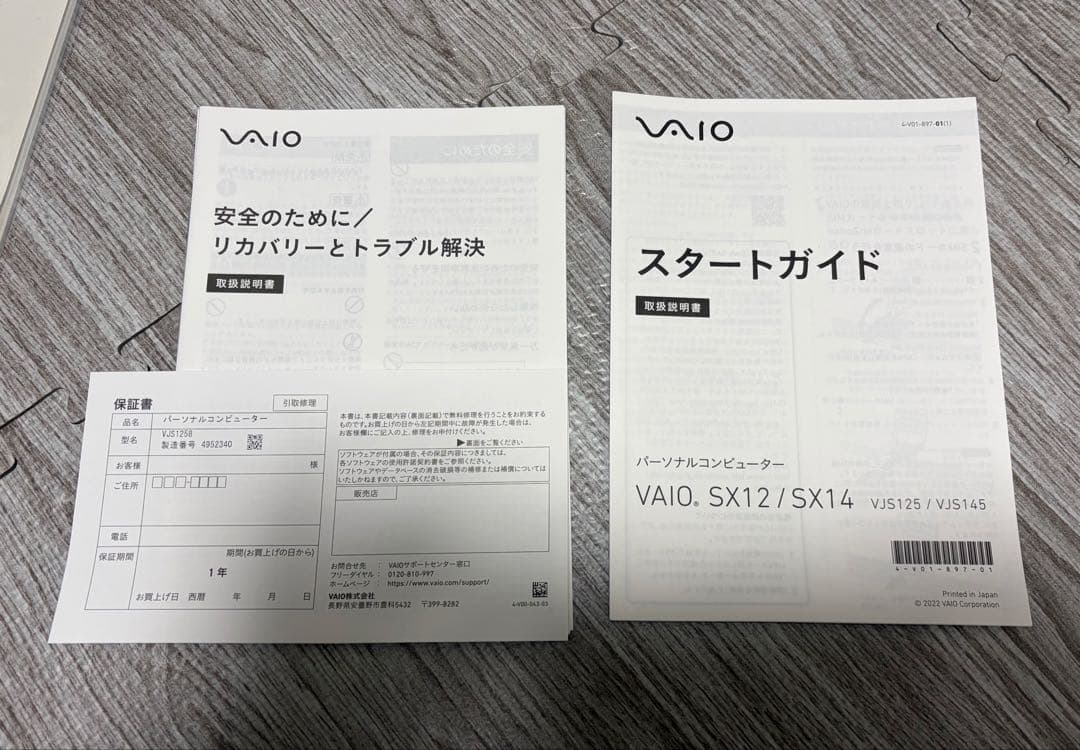 VAIO
安全のために/
リカバリーとトラブル解決
取扱説明書
保証書
引取修理
品名 パーソナルコンピューター
型名 VJS1258
製造番号 4952340
お客様 様
ご住所
電話
保証期間 期間(お買上げの日から)
1年
お買上げ日 西暦 年 月 日
本書は、本書記載内容(裏面記載)で無料修理を行うことをお約束する
ものです。お買上げの日から左記期間中に故障が発生した場合は、
お客様欄にご記入の上、修理をお申付けください。
▶裏面をご覧ください
ソフトウェアが付属の場合、その保証内容につきましては、
各ソフトウェアの使用許諾契約書をご参照ください。
ソフトウェアやデータベースの消去破損等の補修または補償については
いたしかねますので、ご了承ください。
販売店
お問合せ先 : VAIOサポートセンター窓口
フリーダイヤル : 0120-810-997
ホームページ : https://www.vaio.com/support/
VAIO株式会社
長野県安曇野市豊科5432 〒399-8282
4-V00-043-03
VAIO
4-V01-897-01(1)
スタートガイド
取扱説明書
パーソナルコンピューター
VAIO® SX12 / SX14 VJS125 / VJS145
4-V01-897-01
Printed in Japan
© 2022 VAIO Corporation